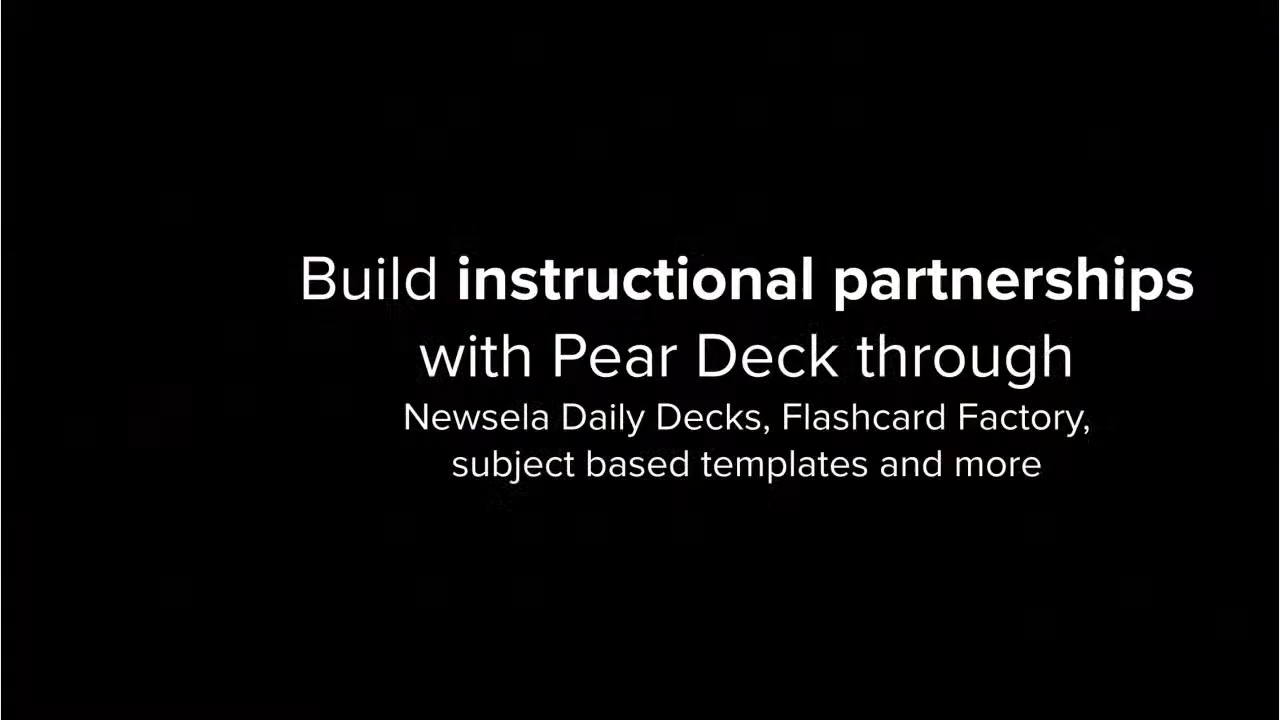 Build instructional partnerships
with Pear Deck through
Newsela Daily Decks, Flashcard Factory,
subject based templates and more